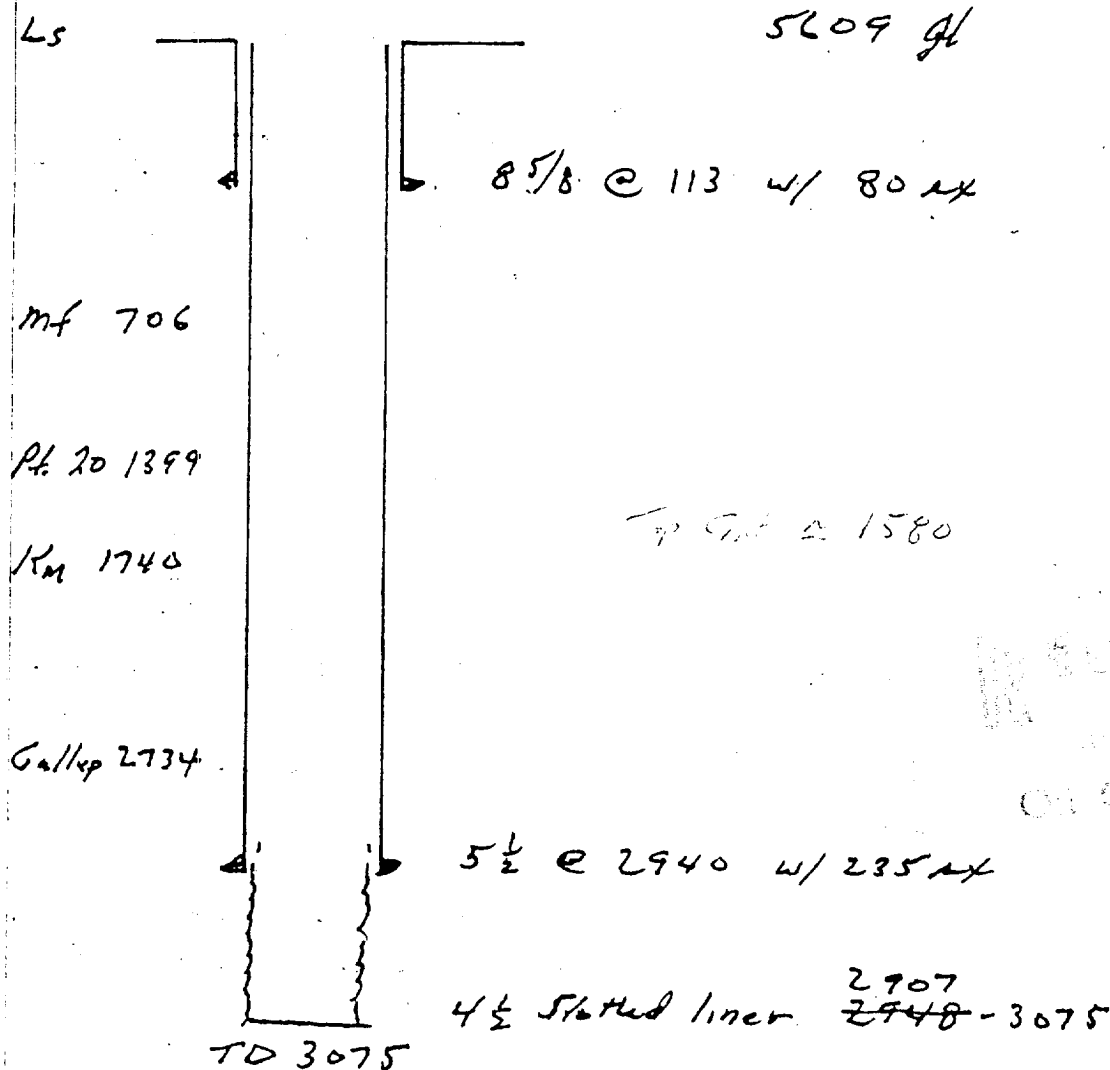 Ls 5609 gl
8 5/8 @ 113 w/ 80 sx
Mf 706
Pt. 20 1399
Top Cmt @ 1580
Km 1740
Gallup 2734
5 1/2 @ 2940 w/ 235 sx
2907
4 1/2 Slotted liner 2948 - 3075
TD 3075